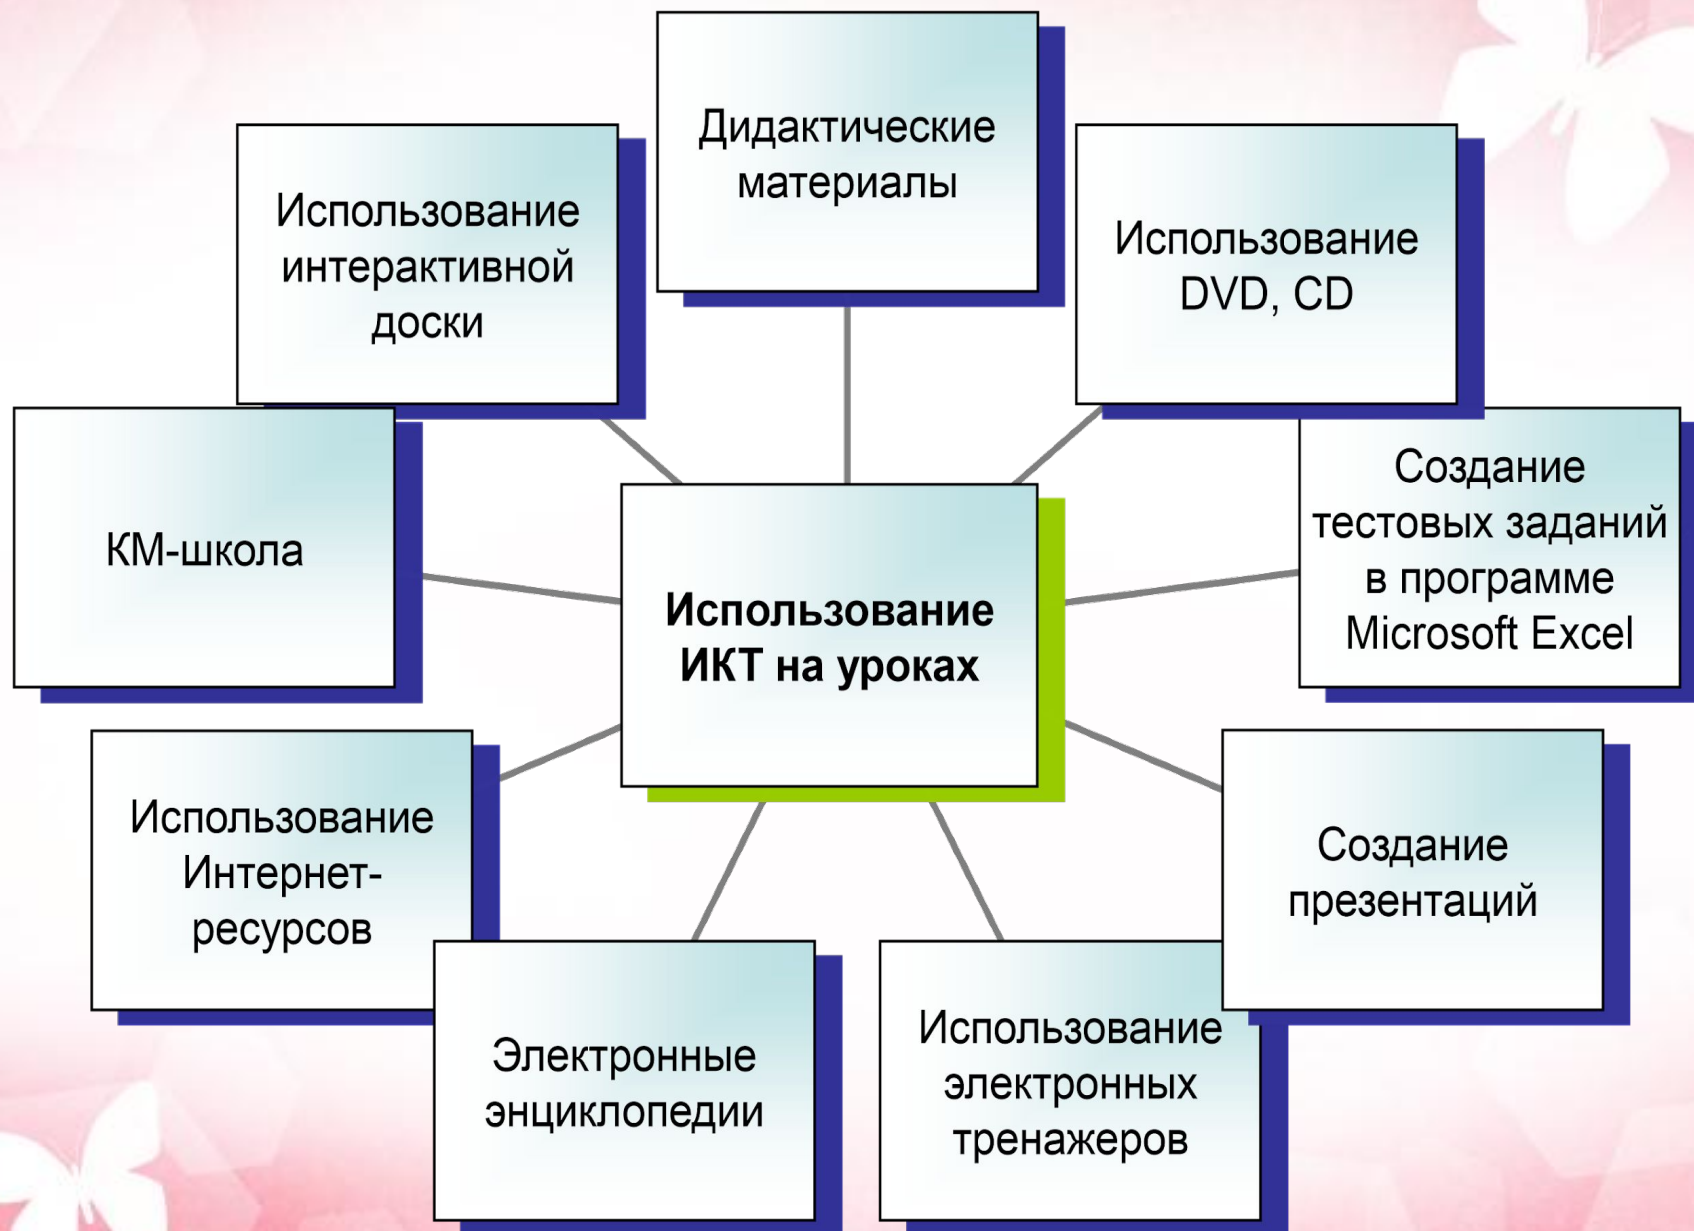 Дидактические
материалы
Использование
интерактивной
доски
Использование
DVD, CD
КМ-школа
Создание
тестовых заданий
в программе
Microsoft Excel
Использование
ИКТ на уроках
Использование
Интернет-
ресурсов
Создание
презентаций
Электронные
энциклопедии
Использование
электронных
тренажеров